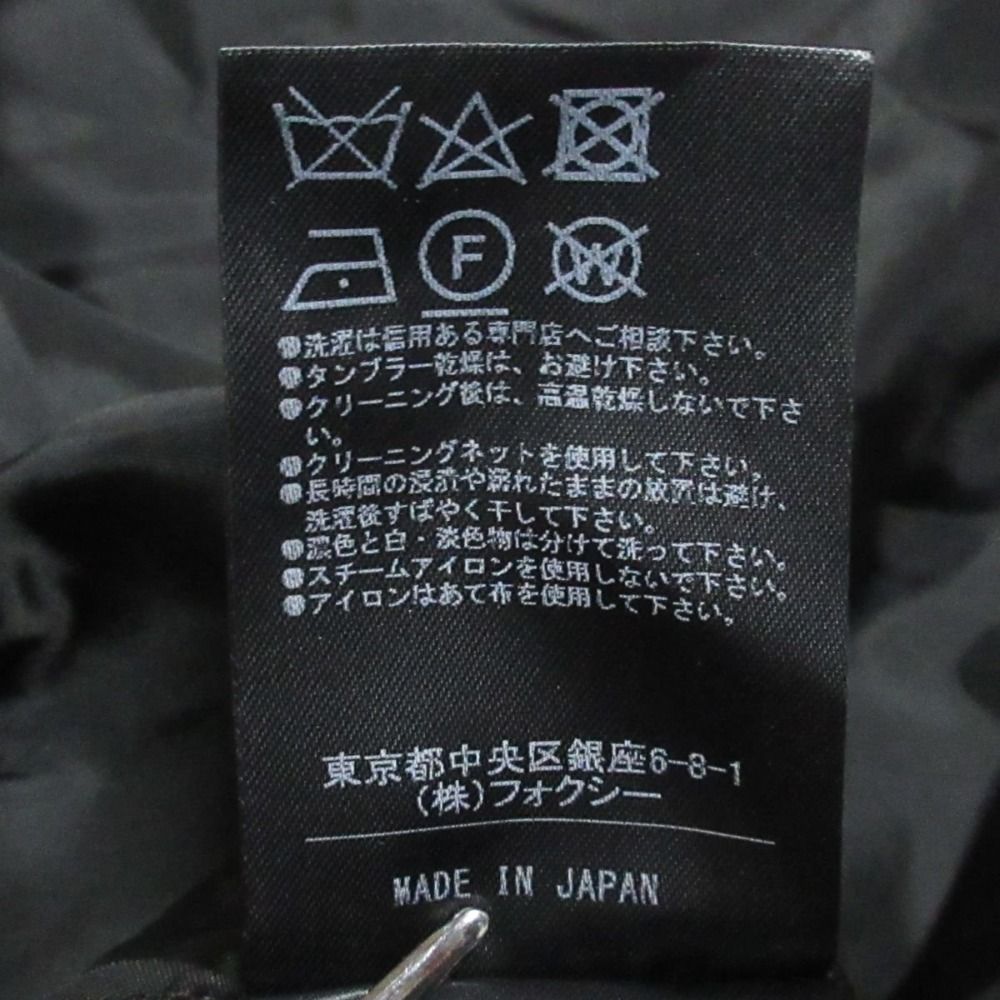 F
W
●洗濯は信用ある専門店へご相談下さい。
●タンブラー乾燥は、お避け下さい。
●クリーニング後は、高温乾燥しないで下さ
い。
●クリーニングネットを使用して下さい。
●長時間の浸漬や濡れたままの放置は避け、
洗濯後すばやく干して下さい。
●濃色と白・淡色物は分けて洗って下さい。
●スチームアイロンを使用しないで下さい。
●アイロンはあて布を使用して下さい。
東京都中央区銀座6-8-1
(株)フォクシー
MADE IN JAPAN